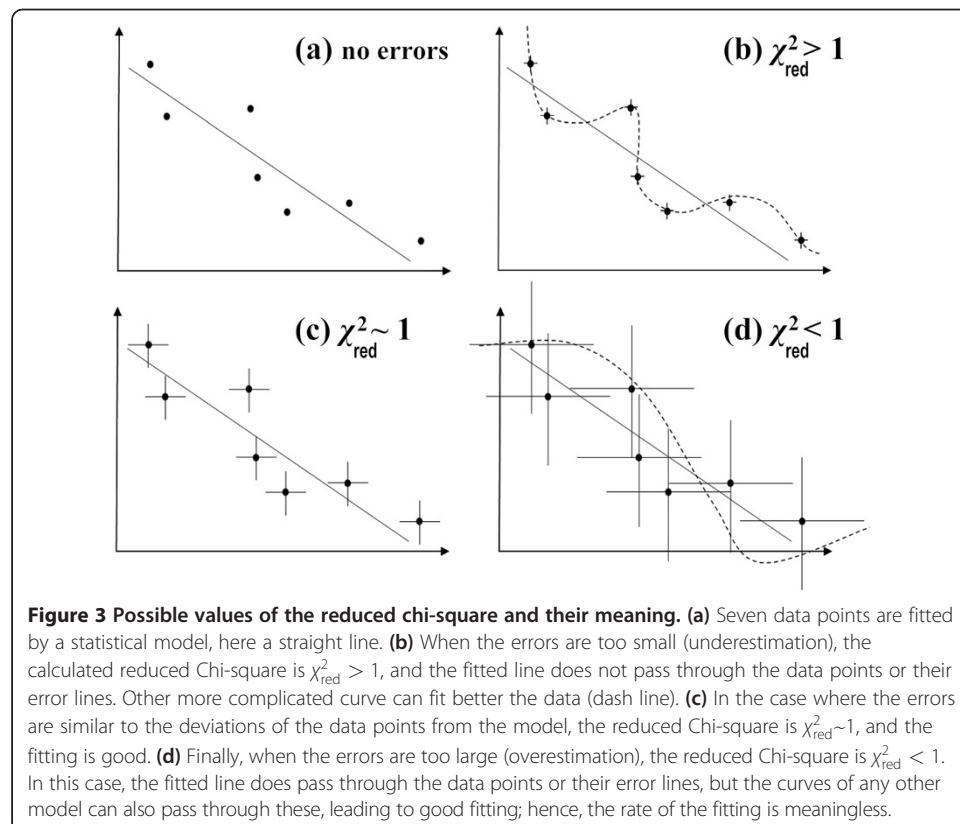 (a) no errors
(b) χ²red > 1
(c) χ²red ~ 1
(d) χ²red < 1
Figure 3 Possible values of the reduced chi-square and their meaning. (a) Seven data points are fitted
by a statistical model, here a straight line. (b) When the errors are too small (underestimation), the
calculated reduced Chi-square is χ²red > 1, and the fitted line does not pass through the data points or their
error lines. Other more complicated curve can fit better the data (dash line). (c) In the case where the errors
are similar to the deviations of the data points from the model, the reduced Chi-square is χ²red~1, and the
fitting is good. (d) Finally, when the errors are too large (overestimation), the reduced Chi-square is χ²red < 1.
In this case, the fitted line does pass through the data points or their error lines, but the curves of any other
model can also pass through these, leading to good fitting; hence, the rate of the fitting is meaningless.